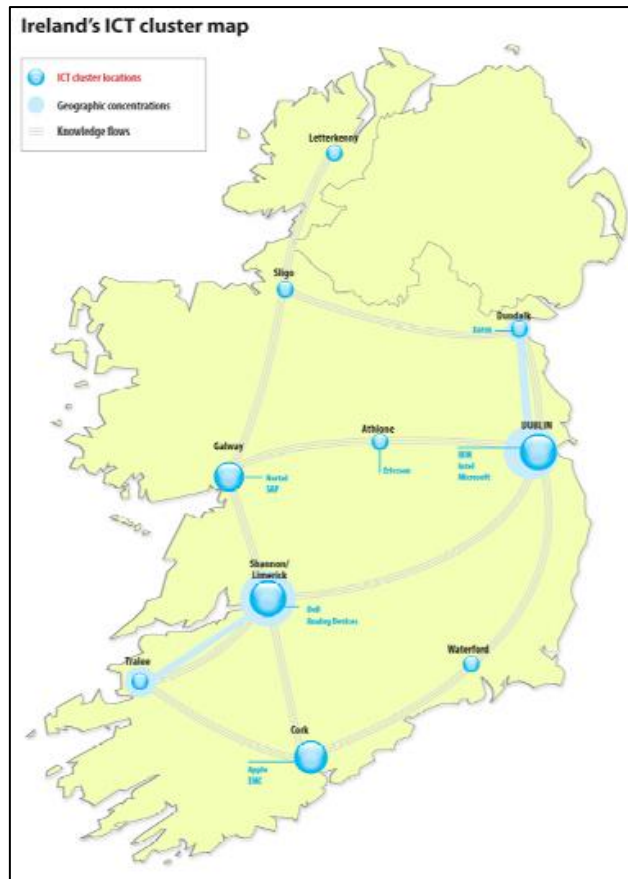 Ireland's ICT cluster map
ICT cluster locations
Geographic concentrations
Knowledge flows
Letterkenny
Sligo
Dundalk
Athlone
DUBLIN
Galway
Ericsson
IBM
Intel
Microsoft
Nortel
SAP
Shannon/
Limerick
Dell
Analog Devices
Tralee
Waterford
Cork
Apple
EMC